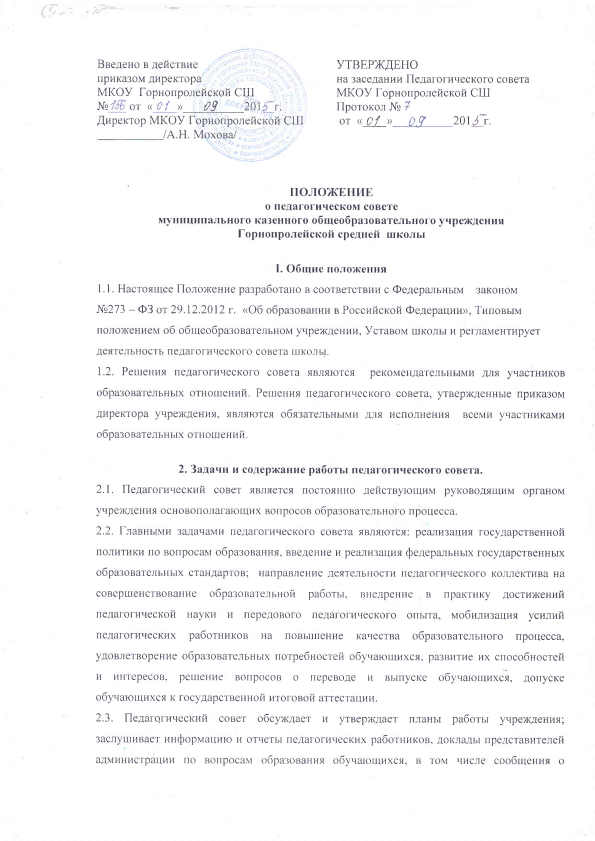 Введено в действие
приказом директора
МКОУ Горнопролейской СШ
№ 156 от « 01 » 09 2015 г.
Директор МКОУ Горнопролейской СШ
/А.Н. Мохова/
УТВЕРЖДЕНО
на заседании Педагогического совета
МКОУ Горнопролейской СШ
Протокол № 7
от « 01 » 09 2015 г.
ПОЛОЖЕНИЕ
о педагогическом совете
муниципального казенного общеобразовательного учреждения
Горнопролейской средней школы
1. Общие положения
1.1. Настоящее Положение разработано в соответствии с Федеральным законом
№273 – ФЗ от 29.12.2012 г. «Об образовании в Российской Федерации», Типовым
положением об общеобразовательном учреждении, Уставом школы и регламентирует
деятельность педагогического совета школы.
1.2. Решения педагогического совета являются рекомендательными для участников
образовательных отношений. Решения педагогического совета, утвержденные приказом
директора учреждения, являются обязательными для исполнения всеми участниками
образовательных отношений.
2. Задачи и содержание работы педагогического совета.
2.1. Педагогический совет является постоянно действующим руководящим органом
учреждения основополагающих вопросов образовательного процесса.
2.2. Главными задачами педагогического совета являются: реализация государственной
политики по вопросам образования, введение и реализация федеральных государственных
образовательных стандартов; направление деятельности педагогического коллектива на
совершенствование образовательной работы, внедрение в практику достижений
педагогической науки и передового педагогического опыта, мобилизация усилий
педагогических работников на повышение качества образовательного процесса,
удовлетворение образовательных потребностей обучающихся, развитие их способностей
и интересов, решение вопросов о переводе и выпуске обучающихся, допуске
обучающихся к государственной итоговой аттестации.
2.3. Педагогический совет обсуждает и утверждает планы работы учреждения;
заслушивает информацию и отчеты педагогических работников, доклады представителей
администрации по вопросам образования обучающихся, в том числе сообщения о